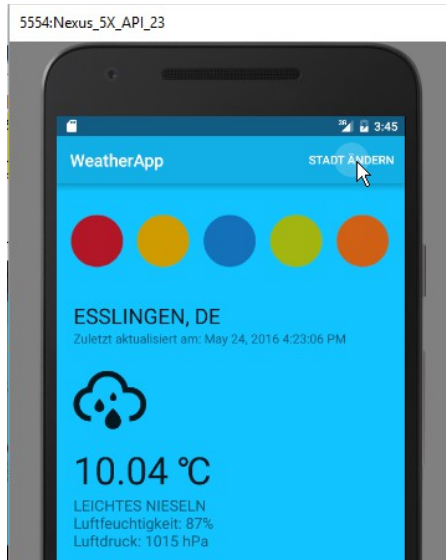 5554:Nexus_5X_API_23
3G 3:45
WeatherApp
STADT ÄNDERN
ESSLINGEN, DE
Zuletzt aktualisiert am: May 24, 2016 4:23:06 PM
10.04 °C
LEICHTES NIESELN
Luftfeuchtigkeit: 87%
Luftdruck: 1015 hPa